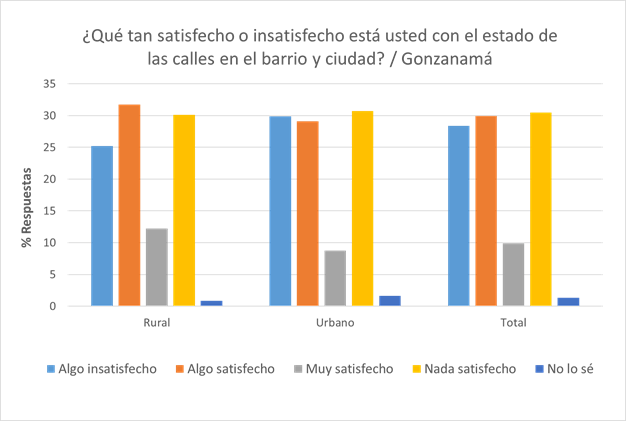 ¿Qué tan satisfecho o insatisfecho está usted con el estado de
las calles en el barrio y ciudad? / Gonzanamá
35
30
25
20
15
10
5
0
% Respuestas
Rural
Urbano
Total
Algo insatisfecho
Algo satisfecho
Muy satisfecho
Nada satisfecho
No lo sé